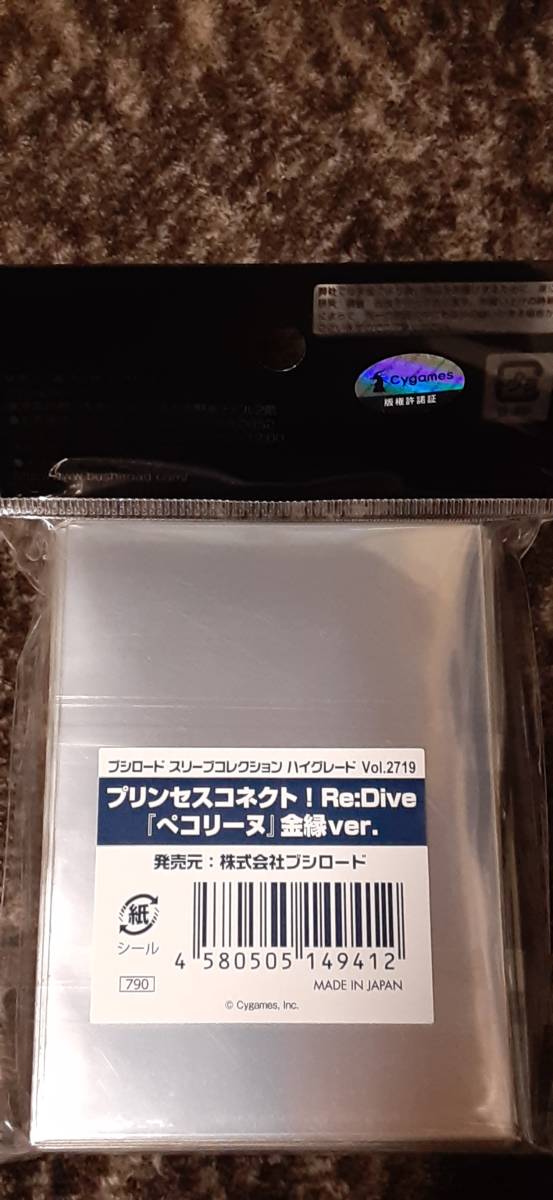 Cygames
版権許諾証
ブシロード スリーブコレクション ハイグレード Vol.2719
プリンセスコネクト！Re:Dive
『ペコリーヌ』金縁ver.
発売元：株式会社ブシロード
紙
シール
4 580505 149412
790
MADE IN JAPAN
© Cygames, Inc.